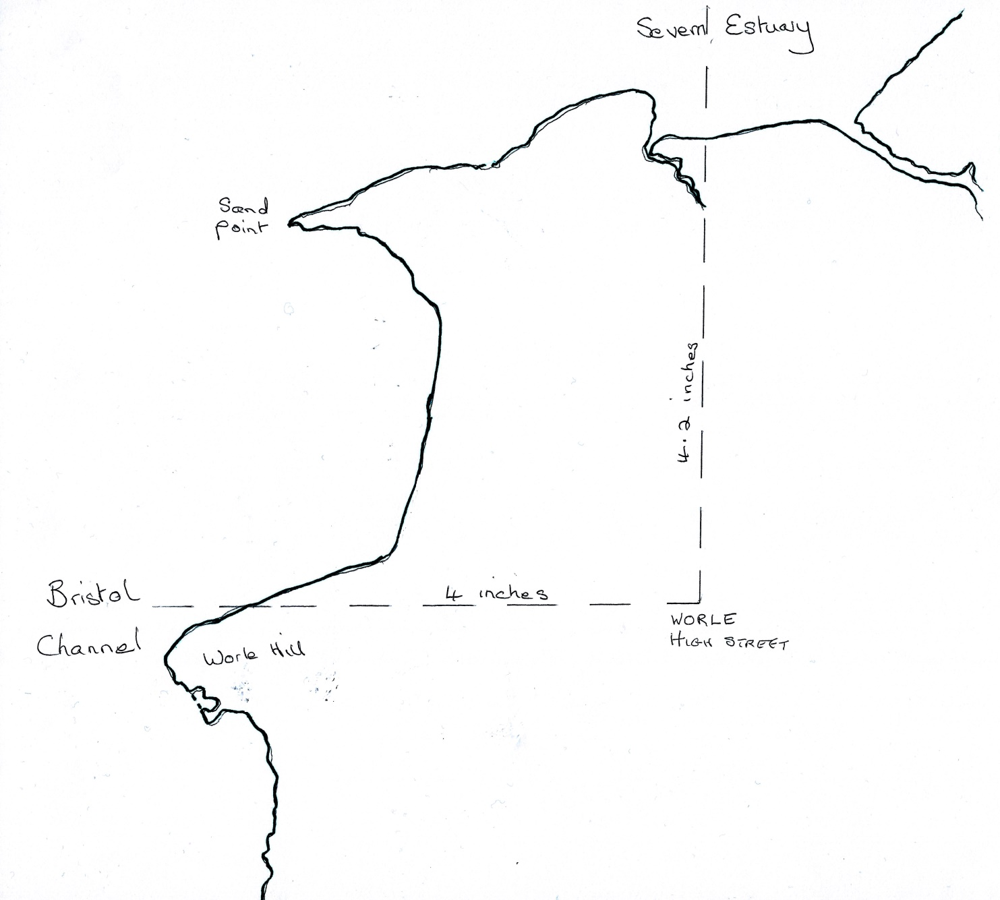 Severn Estuary
Sand
Point
4.2 inches
4 inches
Bristol
Channel
WORLE
HIGH STREET
Worle Hill